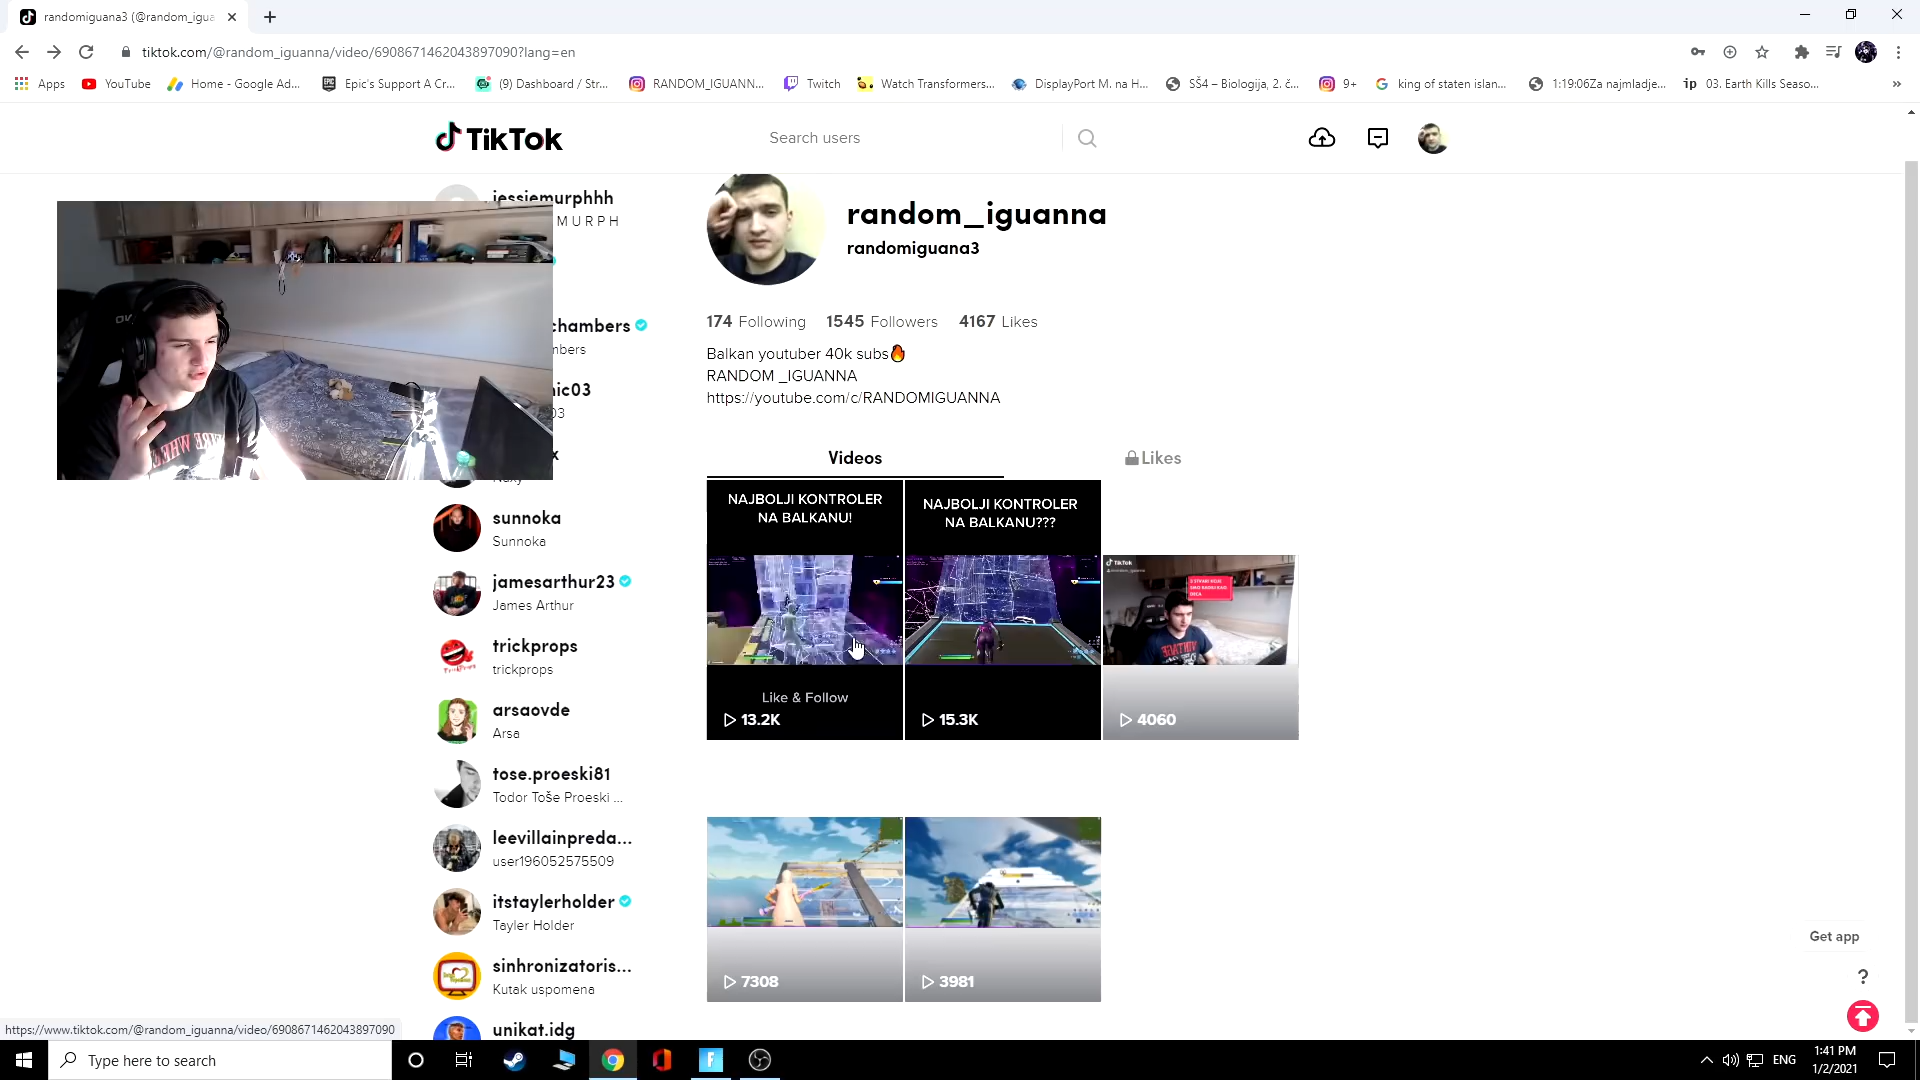 randomiguana3 (@random_igua
tiktok.com/@random_iguanna/video/6908671462043897090?lang=en
Apps YouTube Home - Google Ad... Epic's Support A Cr... (9) Dashboard / Str... RANDOM_IGUANN... Twitch Watch Transformers... DisplayPort M. na H... SŠ4 – Biologija, 2. č... 9+ king of staten islan... 1:19:06Za najmladje... ip 03. Earth Kills Seaso... »
TikTok
Search users
jessiemurphhh
M U R P H
chambers
mbers
nic03
03
x
sunnoka
Sunnoka
jamesarthur23
James Arthur
trickprops
trickprops
arsaovde
Arsa
tose.proeski81
Todor Toše Proeski ...
leevillainpreda...
user196052575509
itstaylerholder
Tayler Holder
sinhronizatoris...
Kutak uspomena
unikat.idg
random_iguanna
randomiguana3
174 Following 1545 Followers 4167 Likes
Balkan youtuber 40k subs🔥
RANDOM _IGUANNA
https://youtube.com/c/RANDOMIGUANNA
Videos
Likes
NAJBOLJI KONTROLER
NA BALKANU!
Like & Follow
13.2K
NAJBOLJI KONTROLER
NA BALKANU???
15.3K
TikTok
4060
7308
3981
Get app
?
https://www.tiktok.com/@random_iguanna/video/6908671462043897090
Type here to search
ENG
1:41 PM
1/2/2021